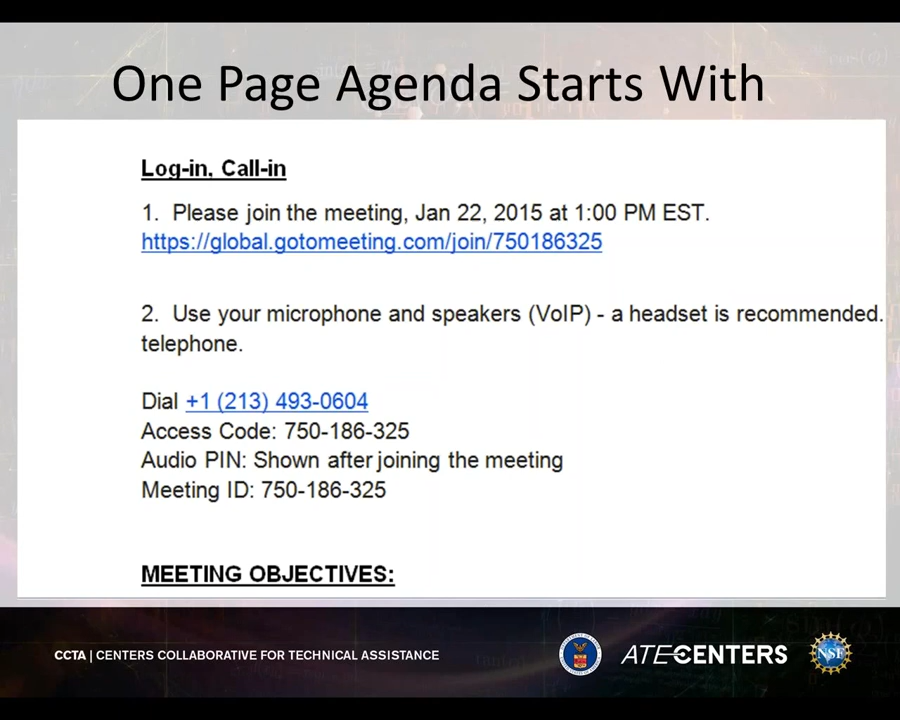 One Page Agenda Starts With
Log-in, Call-in
1. Please join the meeting, Jan 22, 2015 at 1:00 PM EST.
https://global.gotomeeting.com/join/750186325
2. Use your microphone and speakers (VoIP) - a headset is recommended.
telephone.
Dial +1 (213) 493-0604
Access Code: 750-186-325
Audio PIN: Shown after joining the meeting
Meeting ID: 750-186-325
MEETING OBJECTIVES:
CCTA | CENTERS COLLABORATIVE FOR TECHNICAL ASSISTANCE
ATE CENTERS
NSF